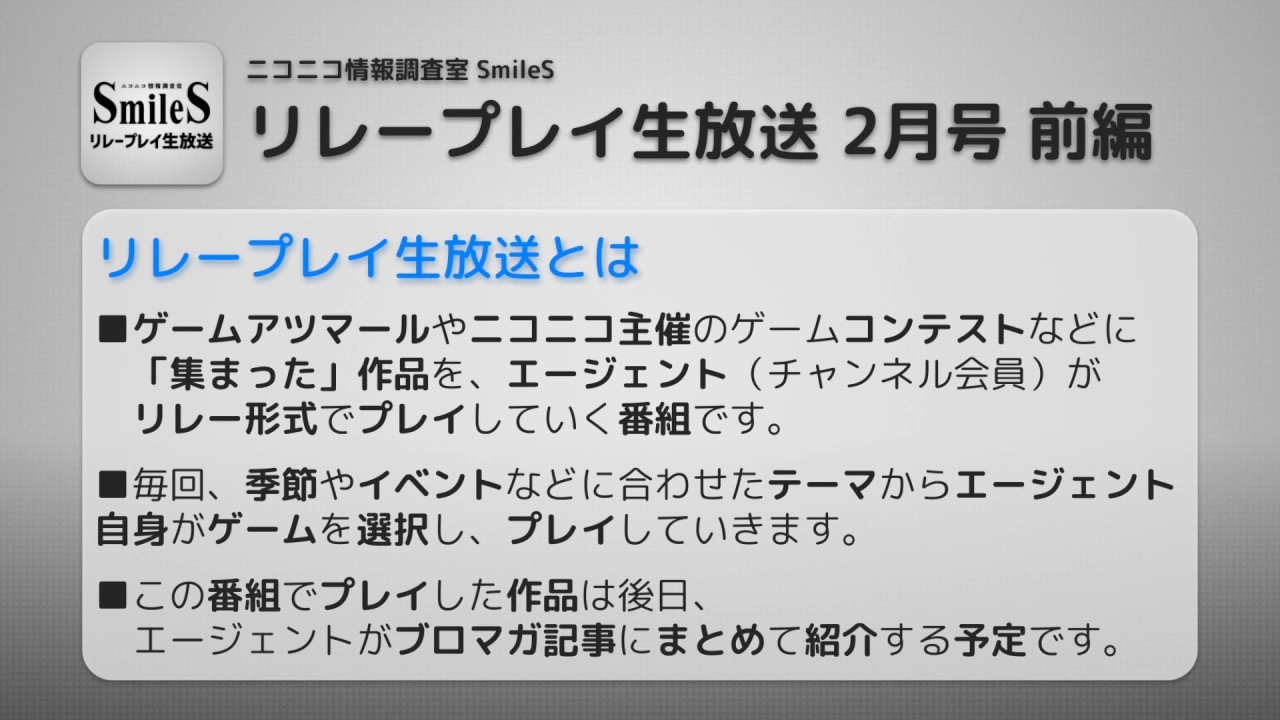 ニコニコ情報調査室
SmileS
リレープレイ生放送
ニコニコ情報調査室 SmileS
リレープレイ生放送 2月号 前編
リレープレイ生放送とは
■ゲームアツマールやニコニコ主催のゲームコンテストなどに
「集まった」作品を、エージェント（チャンネル会員）が
リレー形式でプレイしていく番組です。
■毎回、季節やイベントなどに合わせたテーマからエージェント
自身がゲームを選択し、プレイしていきます。
■この番組でプレイした作品は後日、
エージェントがブロマガ記事にまとめて紹介する予定です。